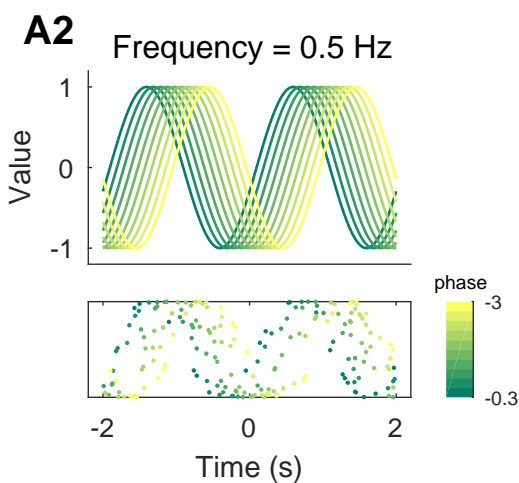 A2
Frequency = 0.5 Hz
Value
1
0
-1
phase
-3
-0.3
-2
0
2
Time (s)